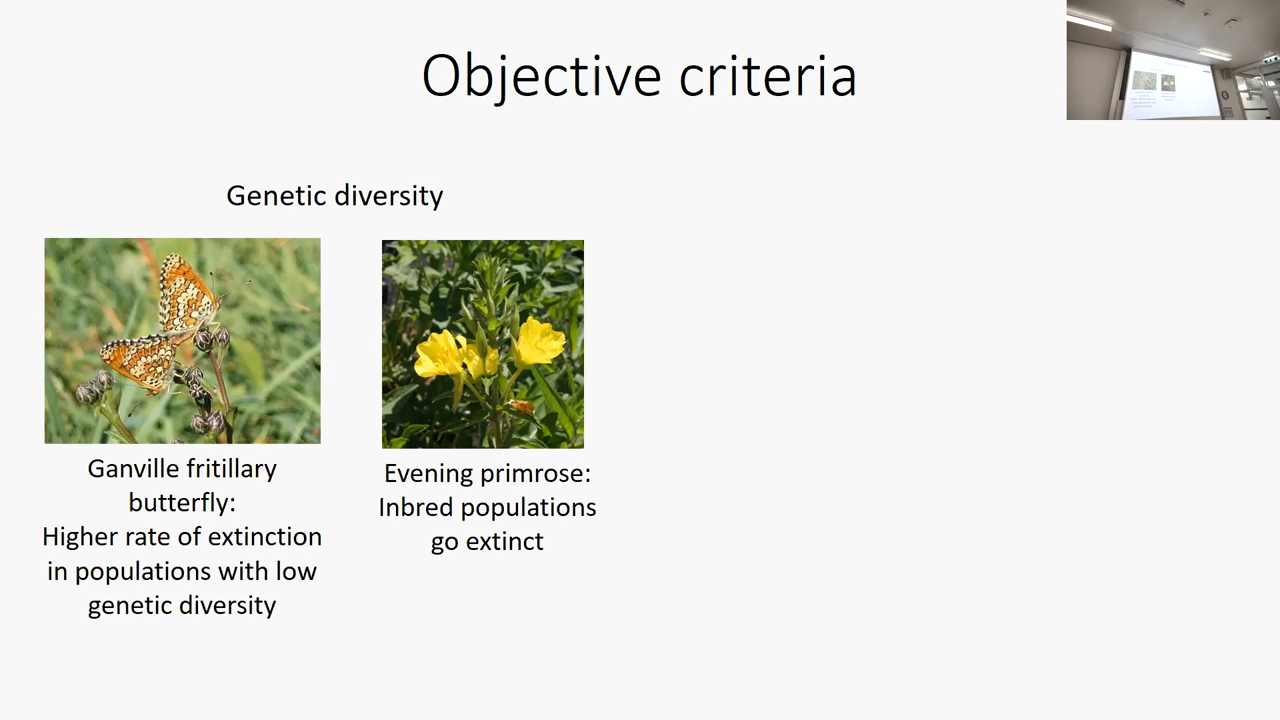 Objective criteria
Genetic diversity
Ganville fritillary
butterfly:
Higher rate of extinction
in populations with low
genetic diversity
Evening primrose:
Inbred populations
go extinct